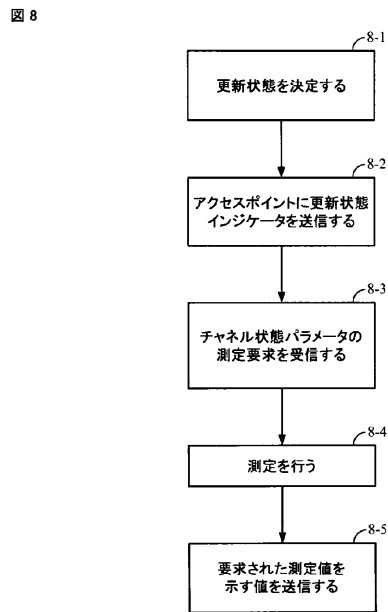 図 8
8-1
更新状態を決定する
8-2
アクセスポイントに更新状態
インジケータを送信する
8-3
チャネル状態パラメータの
測定要求を受信する
8-4
測定を行う
8-5
要求された測定値を
示す値を送信する